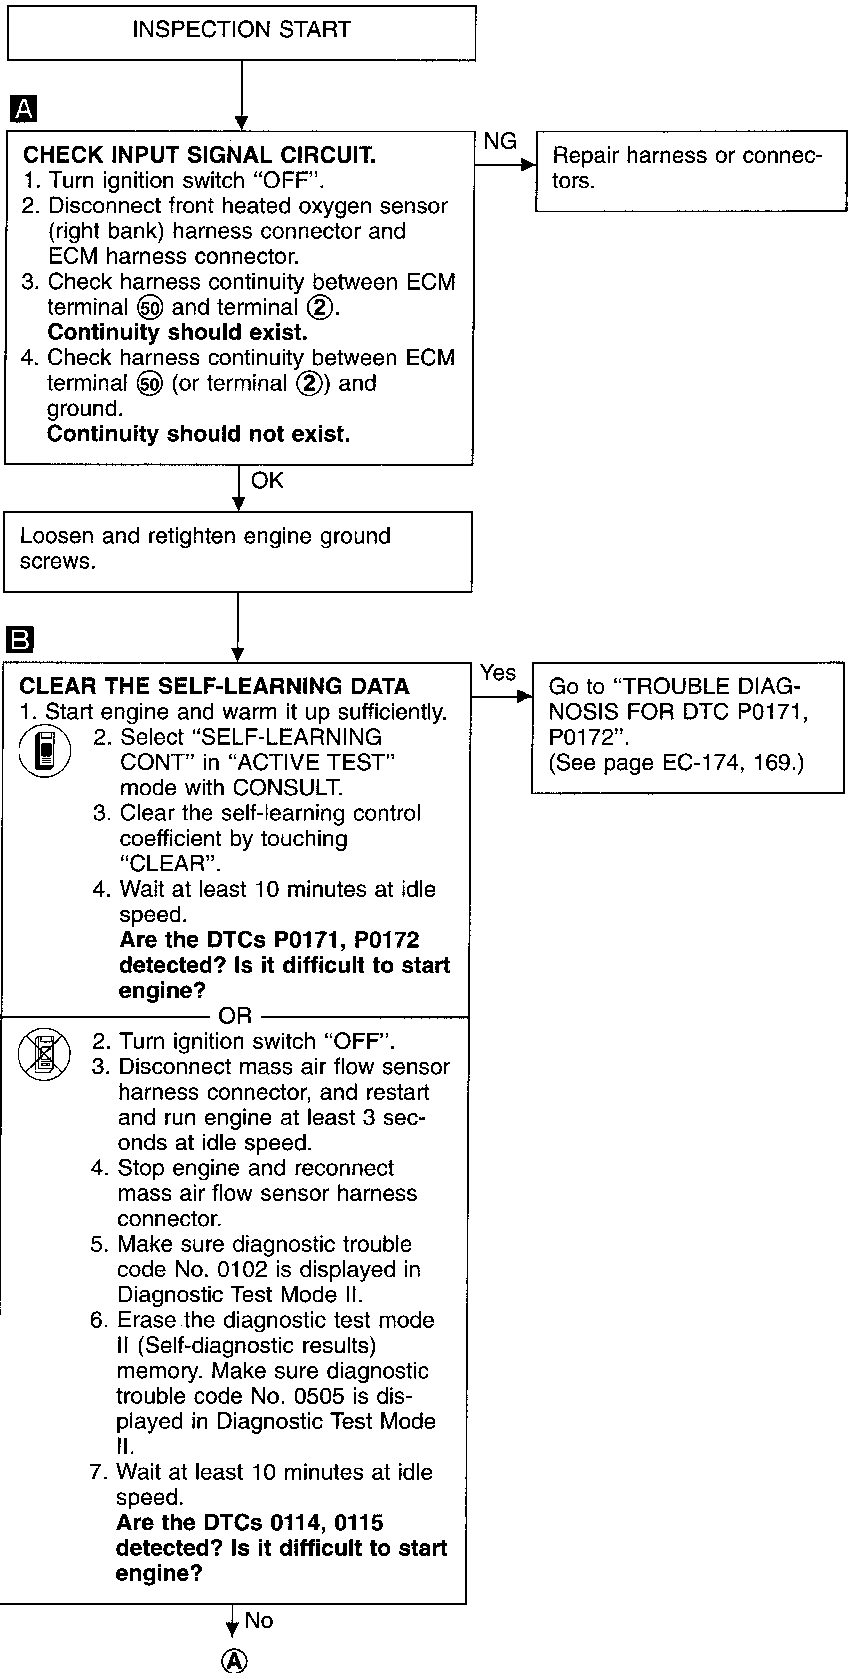 INSPECTION START
A
CHECK INPUT SIGNAL CIRCUIT.
1. Turn ignition switch “OFF”.
2. Disconnect front heated oxygen sensor
(right bank) harness connector and
ECM harness connector.
3. Check harness continuity between ECM
terminal 50 and terminal 2.
Continuity should exist.
4. Check harness continuity between ECM
terminal 50 (or terminal 2) and
ground.
Continuity should not exist.
NG
Repair harness or connec-
tors.
OK
Loosen and retighten engine ground
screws.
B
CLEAR THE SELF-LEARNING DATA
1. Start engine and warm it up sufficiently.
2. Select “SELF-LEARNING
CONT” in “ACTIVE TEST”
mode with CONSULT.
3. Clear the self-learning control
coefficient by touching
“CLEAR”.
4. Wait at least 10 minutes at idle
speed.
Are the DTCs P0171, P0172
detected? Is it difficult to start
engine?
Yes
Go to “TROUBLE DIAG-
NOSIS FOR DTC P0171,
P0172”.
(See page EC-174, 169.)
OR
2. Turn ignition switch “OFF”.
3. Disconnect mass air flow sensor
harness connector, and restart
and run engine at least 3 sec-
onds at idle speed.
4. Stop engine and reconnect
mass air flow sensor harness
connector.
5. Make sure diagnostic trouble
code No. 0102 is displayed in
Diagnostic Test Mode II.
6. Erase the diagnostic test mode
II (Self-diagnostic results)
memory. Make sure diagnostic
trouble code No. 0505 is dis-
played in Diagnostic Test Mode
II.
7. Wait at least 10 minutes at idle
speed.
Are the DTCs 0114, 0115
detected? Is it difficult to start
engine?
No
A